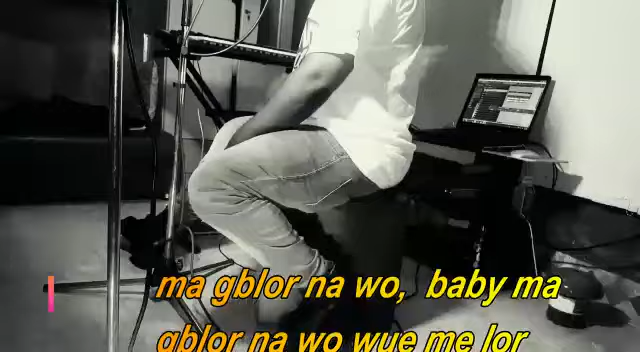 ma gblor na wo, baby ma
gblor na wo wue me lor